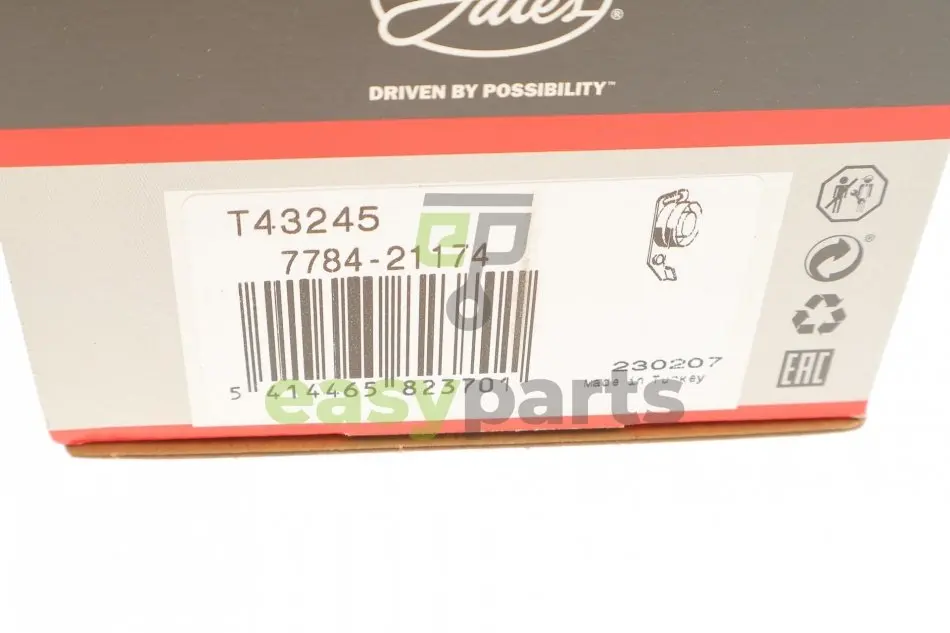 Gates®
DRIVEN BY POSSIBILITY™
T43245
7784-21174
5 414465 823701
230207
Made in Turkey
EAC
easyparts